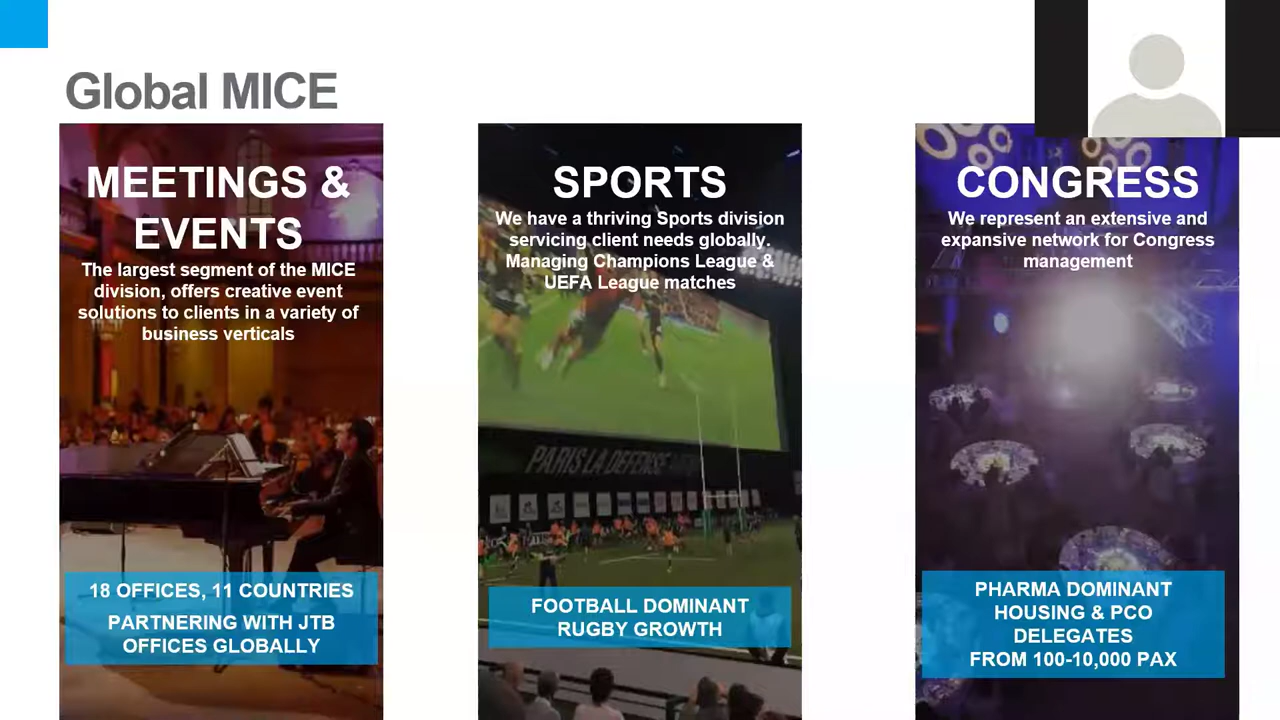 Global MICE
MEETINGS &
EVENTS
The largest segment of the MICE
division, offers creative event
solutions to clients in a variety of
business verticals
18 OFFICES, 11 COUNTRIES
PARTNERING WITH JTB
OFFICES GLOBALLY
SPORTS
We have a thriving Sports division
servicing client needs globally.
Managing Champions League &
UEFA League matches
PARIS LA DEFENSE
FOOTBALL DOMINANT
RUGBY GROWTH
CONGRESS
We represent an extensive and
expansive network for Congress
management
PHARMA DOMINANT
HOUSING & PCO
DELEGATES
FROM 100-10,000 PAX